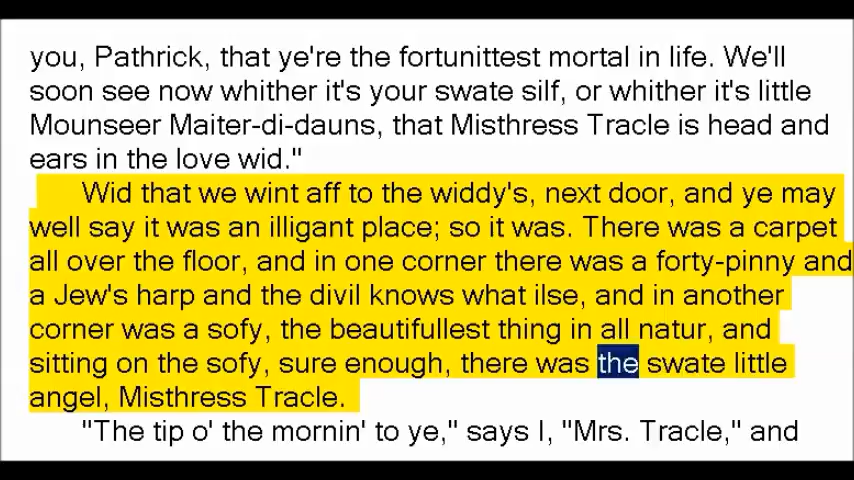 you, Pathrick, that ye're the fortunittest mortal in life. We'll
soon see now whither it's your swate silf, or whither it's little
Mounseer Maiter-di-dauns, that Misthress Tracle is head and
ears in the love wid."
Wid that we wint aff to the widdy's, next door, and ye may
well say it was an illigant place; so it was. There was a carpet
all over the floor, and in one corner there was a forty-pinny and
a Jew's harp and the divil knows what ilse, and in another
corner was a sofy, the beautifullest thing in all natur, and
sitting on the sofy, sure enough, there was the swate little
angel, Misthress Tracle.
"The tip o' the mornin' to ye," says I, "Mrs. Tracle," and